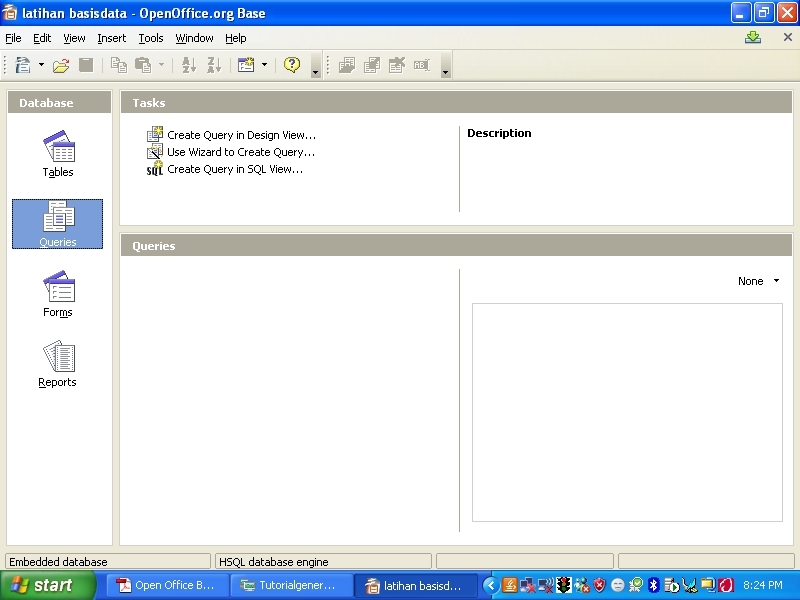 latihan basisdata - OpenOffice.org Base
File Edit View Insert Tools Window Help
Database
Tables
Queries
Forms
Reports
Tasks
Create Query in Design View...
Use Wizard to Create Query...
SQL Create Query in SQL View...
Description
Queries
None
Embedded database
HSQL database engine
start
Open Office B...
Tutorialgener...
latihan basisd...
8:24 PM